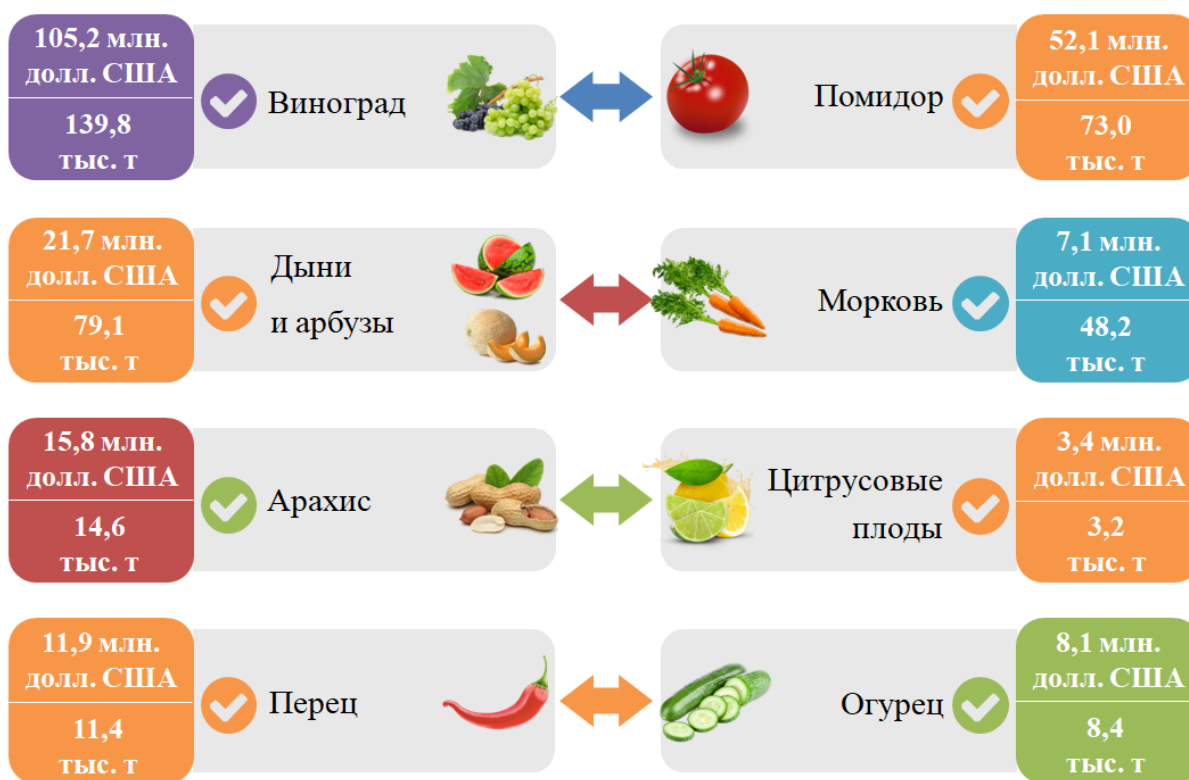 105,2 млн.
долл. США
139,8
тыс. т
Виноград
Помидор
52,1 млн.
долл. США
73,0
тыс. т
21,7 млн.
долл. США
79,1
тыс. т
Дыни
и арбузы
Морковь
7,1 млн.
долл. США
48,2
тыс. т
15,8 млн.
долл. США
14,6
тыс. т
Арахис
Цитрусовые
плоды
3,4 млн.
долл. США
3,2
тыс. т
11,9 млн.
долл. США
11,4
тыс. т
Перец
Огурец
8,1 млн.
долл. США
8,4
тыс. т